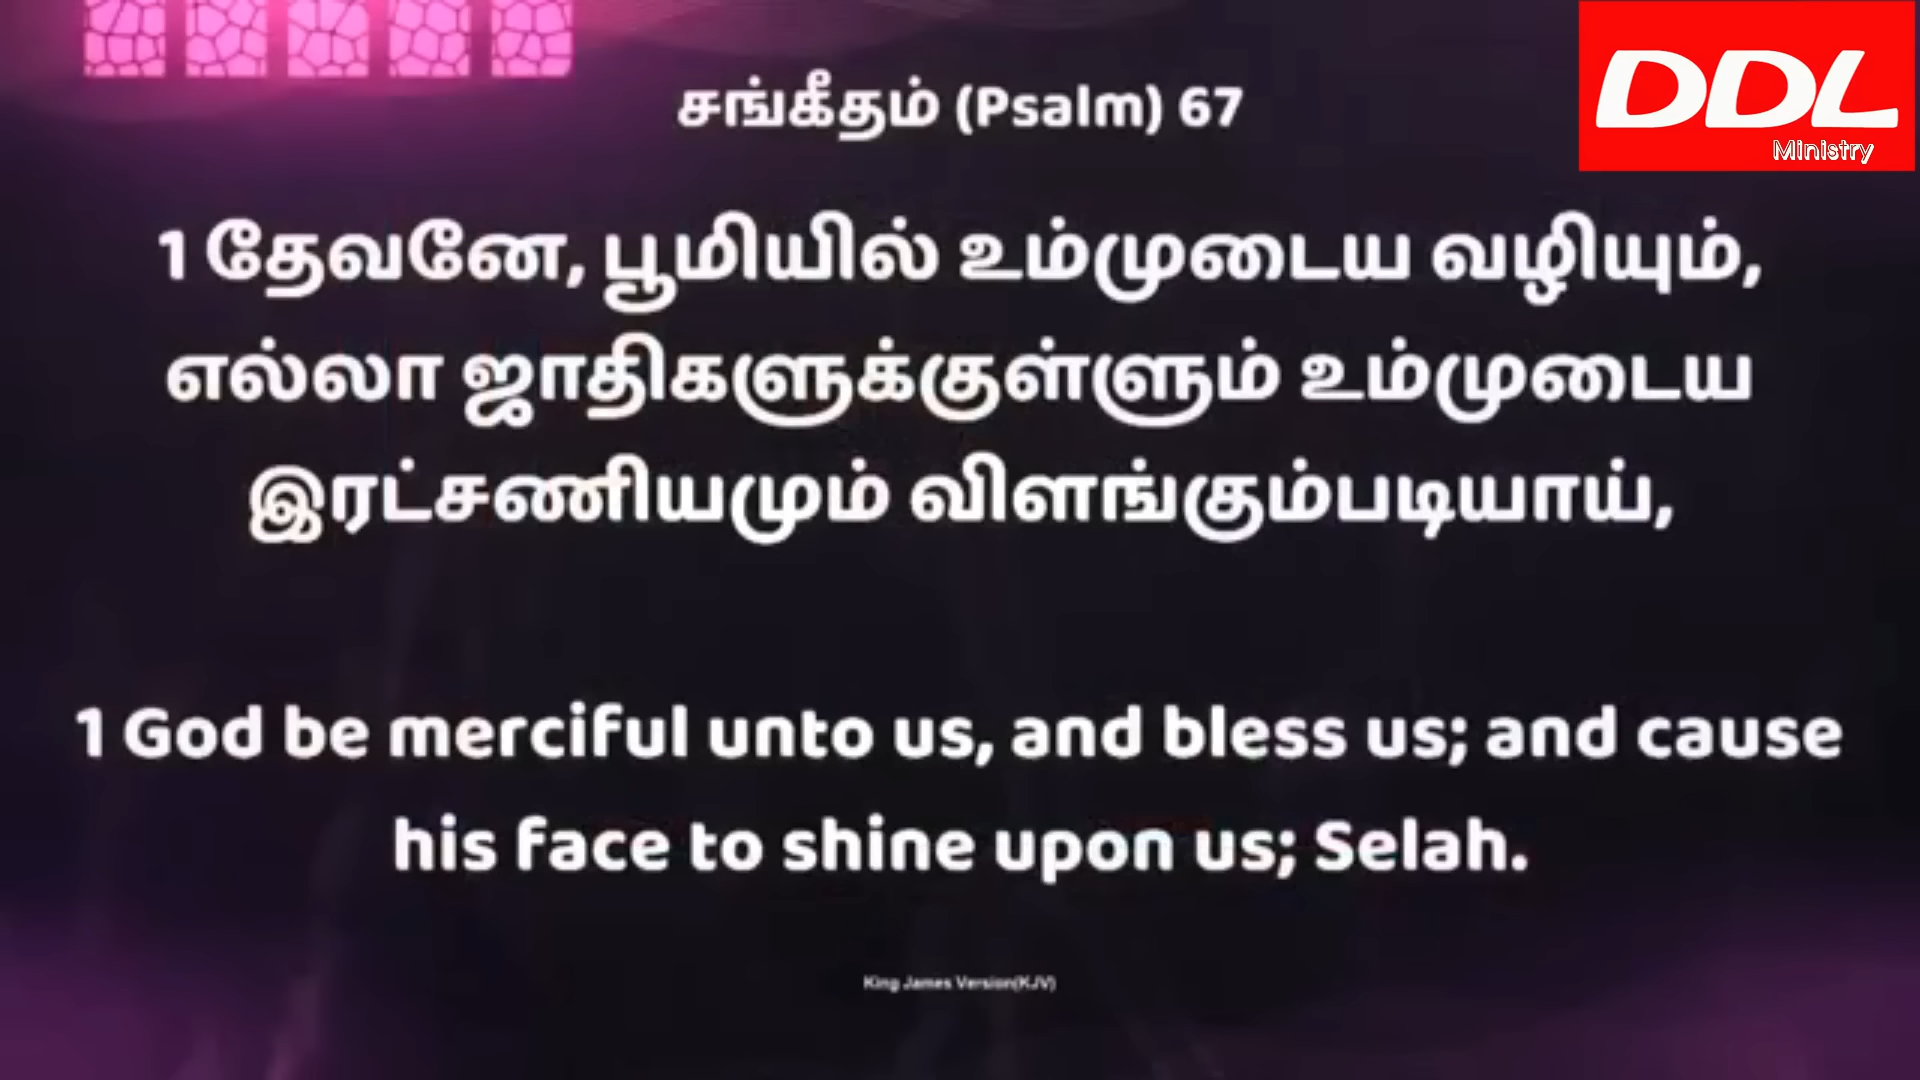 DDL
Ministry
சங்கீதம் (Psalm) 67
1 தேவனே, பூமியில் உம்முடைய வழியும்,
எல்லா ஜாதிகளுக்குள்ளும் உம்முடைய
இரட்சணியமும் விளங்கும்படியாய்,
1 God be merciful unto us, and bless us; and cause
his face to shine upon us; Selah.
King James Version(KJV)